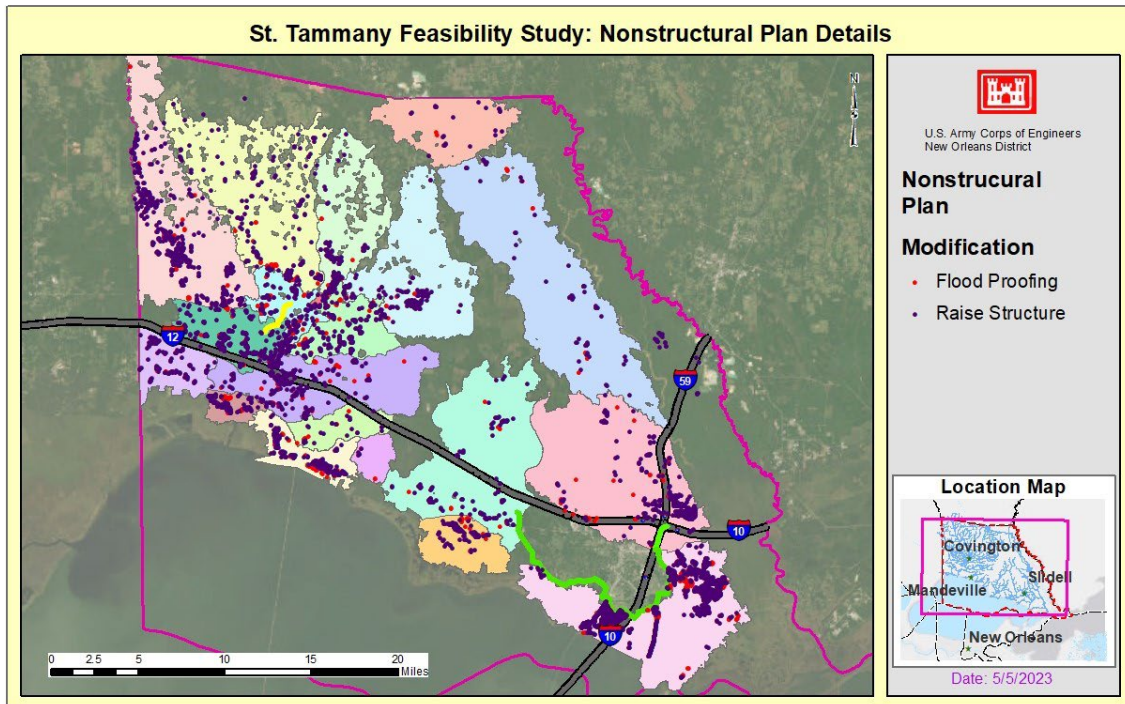 St. Tammany Feasibility Study: Nonstructural Plan Details
N
12
59
10
10
0 2.5 5 10 15 20
Miles
U.S. Army Corps of Engineers
New Orleans District
Nonstrucural
Plan
Modification
Flood Proofing
Raise Structure
Location Map
Covington
Slidell
Mandeville
New Orleans
Date: 5/5/2023